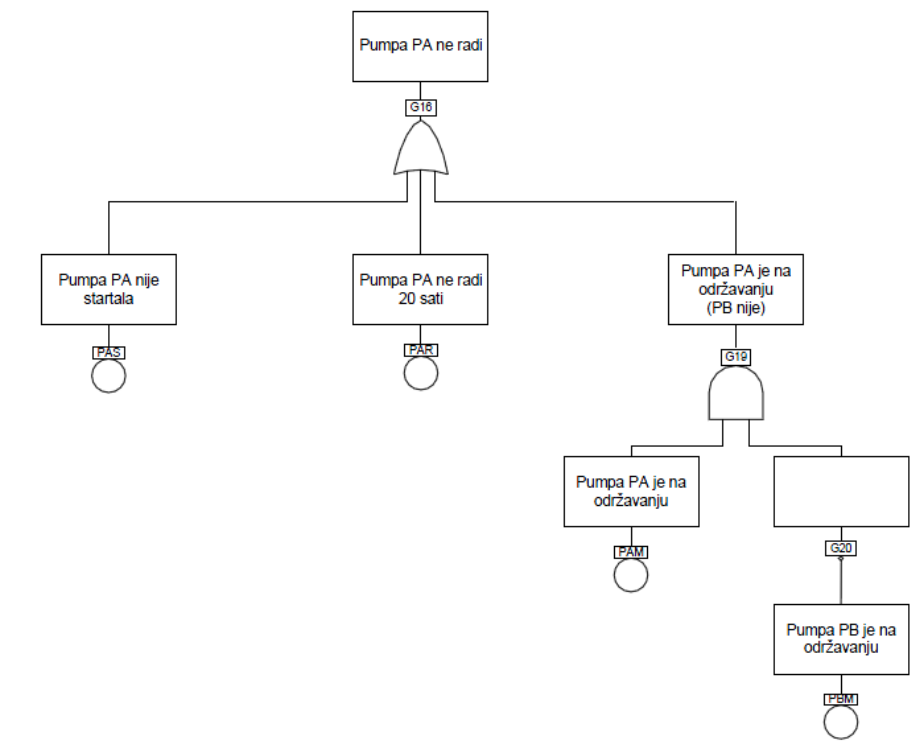 Pumpa PA ne radi
G16
Pumpa PA nije
startala
PAS
Pumpa PA ne radi
20 sati
PAR
Pumpa PA je na
održavanju
(PB nije)
G19
Pumpa PA je na
održavanju
PAM
G20
Pumpa PB je na
održavanju
PBM